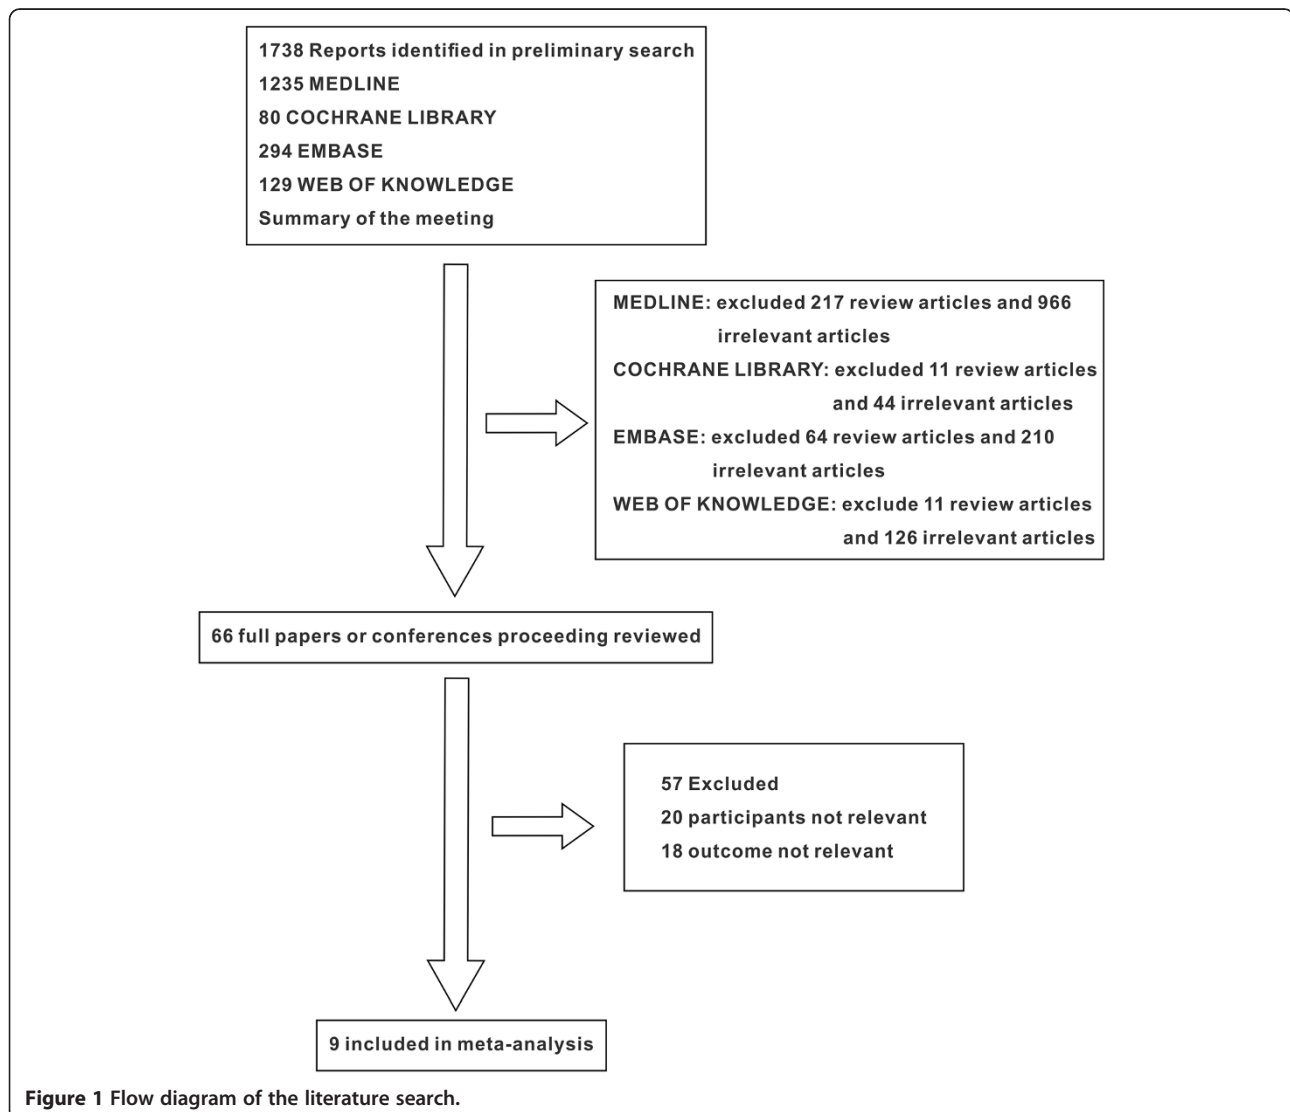 1738 Reports identified in preliminary search
1235 MEDLINE
80 COCHRANE LIBRARY
294 EMBASE
129 WEB OF KNOWLEDGE
Summary of the meeting
MEDLINE: excluded 217 review articles and 966
irrelevant articles
COCHRANE LIBRARY: excluded 11 review articles
and 44 irrelevant articles
EMBASE: excluded 64 review articles and 210
irrelevant articles
WEB OF KNOWLEDGE: exclude 11 review articles
and 126 irrelevant articles
66 full papers or conferences proceeding reviewed
57 Excluded
20 participants not relevant
18 outcome not relevant
9 included in meta-analysis
Figure 1 Flow diagram of the literature search.